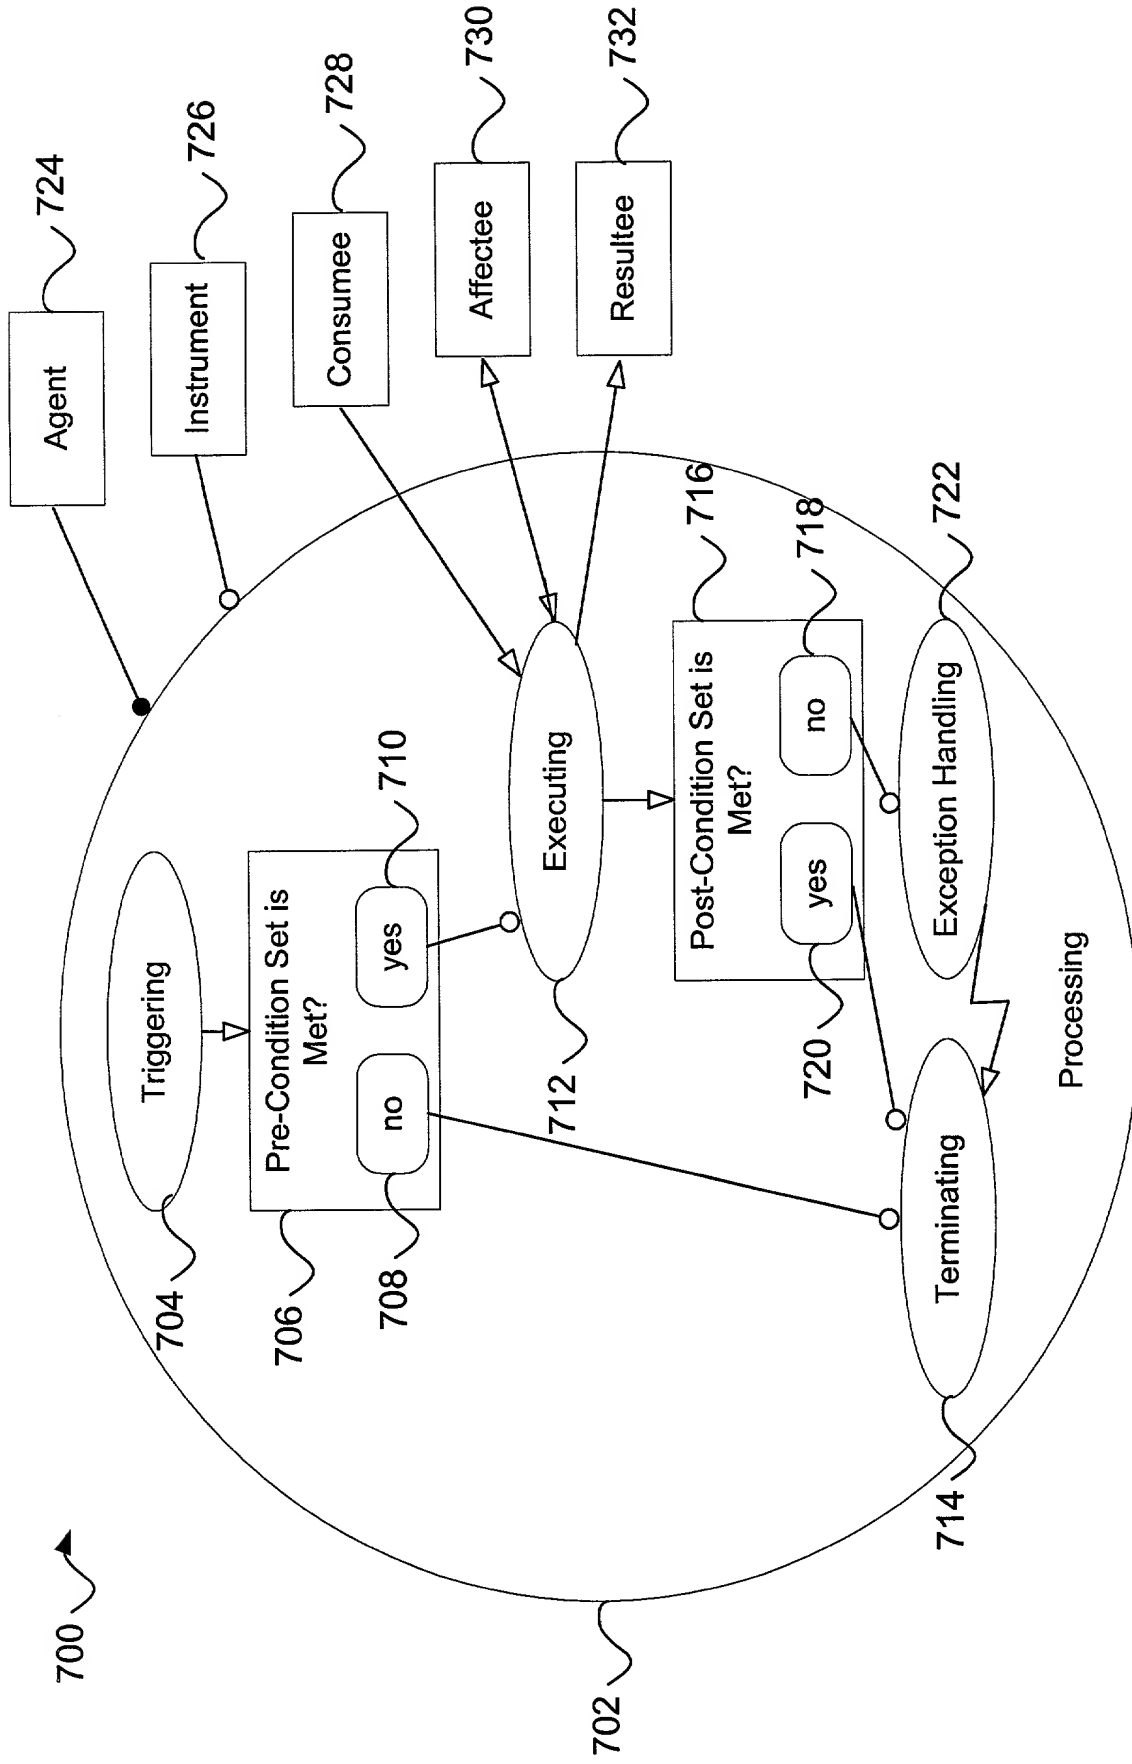 700
702
724
Agent
726
Instrument
728
Consumee
730
Affectee
732
Resultee
704
Triggering
706
Pre-Condition Set is
Met?
708
no
yes
710
712
Executing
Post-Condition Set is
Met?
716
720
yes
no
718
714
Terminating
Exception Handling
722
Processing